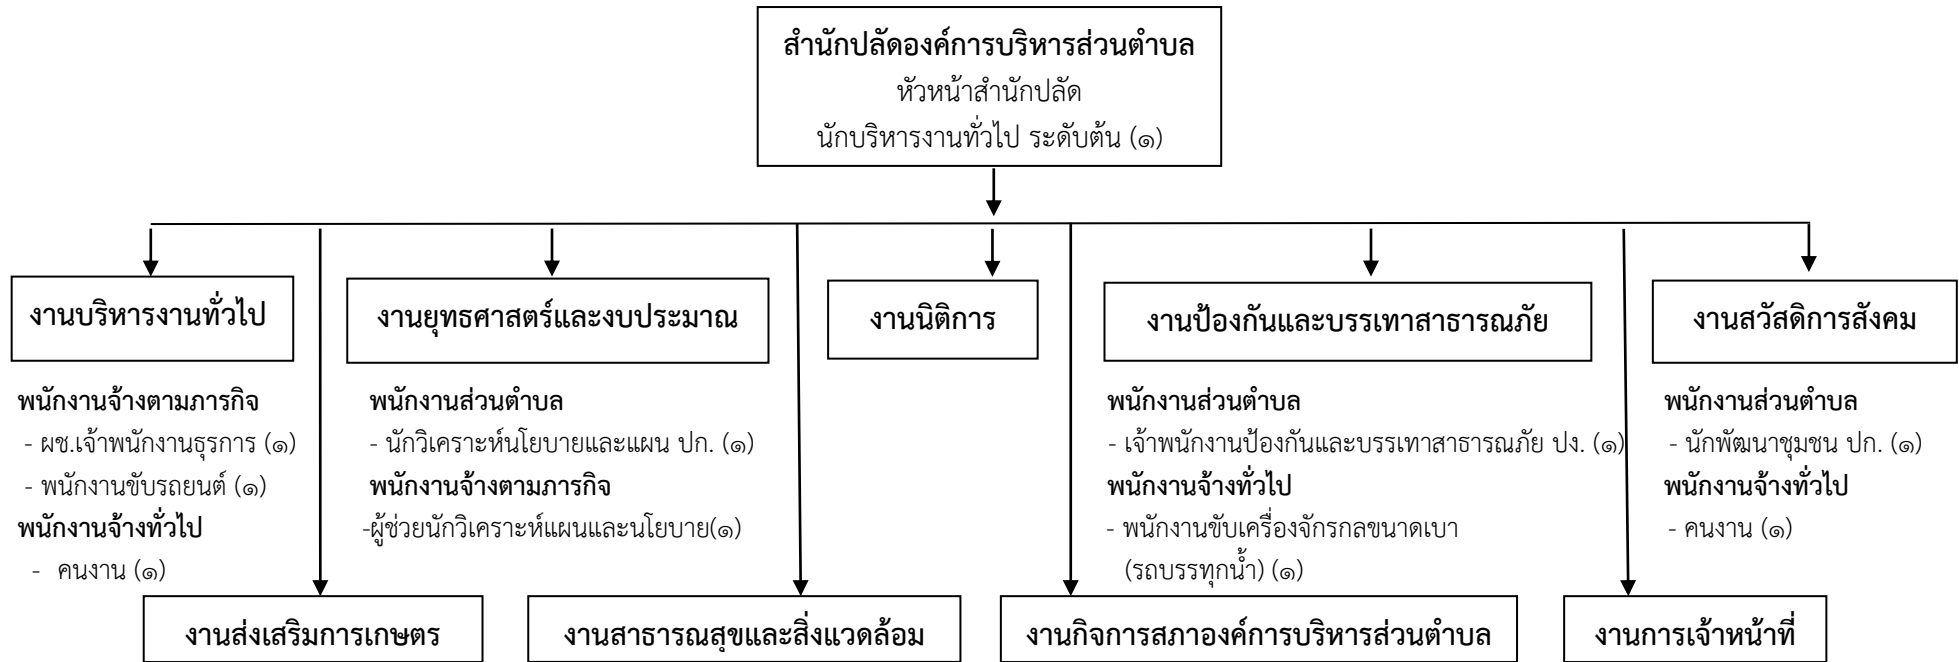 สำนักปลัดองค์การบริหารส่วนตำบล
หัวหน้าสำนักปลัด
นักบริหารงานทั่วไป ระดับต้น (๑)
งานบริหารงานทั่วไป
พนักงานจ้างตามภารกิจ
- ผช.เจ้าพนักงานธุรการ (๑)
- พนักงานขับรถยนต์ (๑)
พนักงานจ้างทั่วไป
- คนงาน (๑)
งานยุทธศาสตร์และงบประมาณ
พนักงานส่วนตำบล
- นักวิเคราะห์นโยบายและแผน ปก. (๑)
พนักงานจ้างตามภารกิจ
-ผู้ช่วยนักวิเคราะห์แผนและนโยบาย(๑)
งานนิติการ
งานป้องกันและบรรเทาสาธารณภัย
พนักงานส่วนตำบล
- เจ้าพนักงานป้องกันและบรรเทาสาธารณภัย ปง. (๑)
พนักงานจ้างทั่วไป
- พนักงานขับเครื่องจักรกลขนาดเบา
(รถบรรทุกน้ำ) (๑)
งานสวัสดิการสังคม
พนักงานส่วนตำบล
- นักพัฒนาชุมชน ปก. (๑)
พนักงานจ้างทั่วไป
- คนงาน (๑)
งานส่งเสริมการเกษตร
งานสาธารณสุขและสิ่งแวดล้อม
งานกิจการสภาองค์การบริหารส่วนตำบล
งานการเจ้าหน้าที่